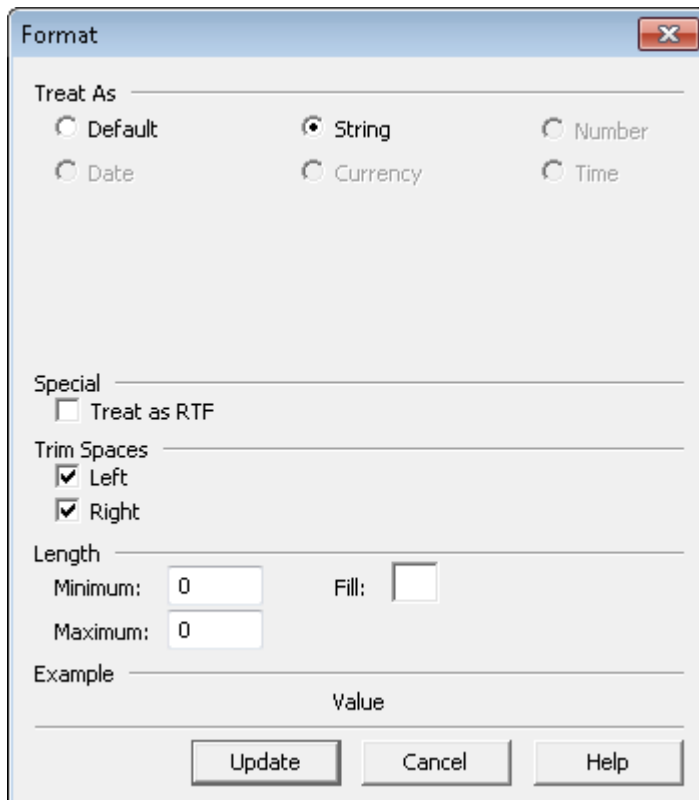 Format
Treat As
Default String Number
Date Currency Time
Special
Treat as RTF
Trim Spaces
Left
Right
Length
Minimum: 0 Fill:
Maximum: 0
Example
Value
Update Cancel Help